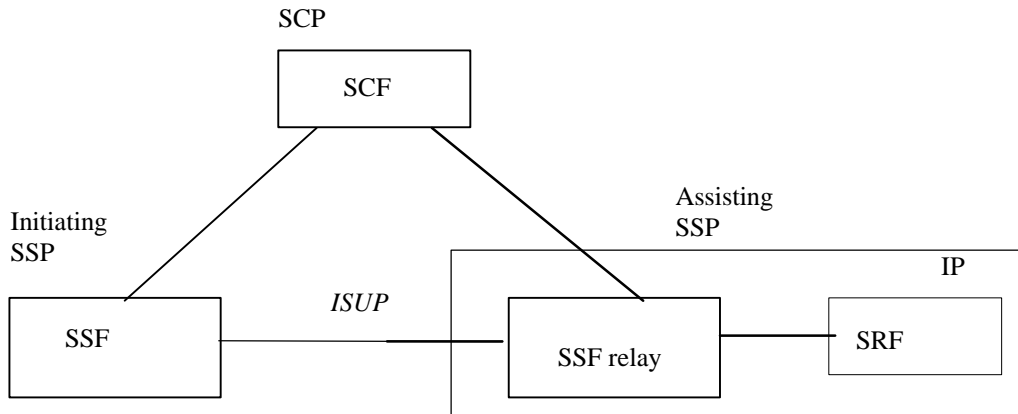 SCP
SCF
Initiating
SSP
Assisting
SSP
IP
ISUP
SSF
SSF relay
SRF